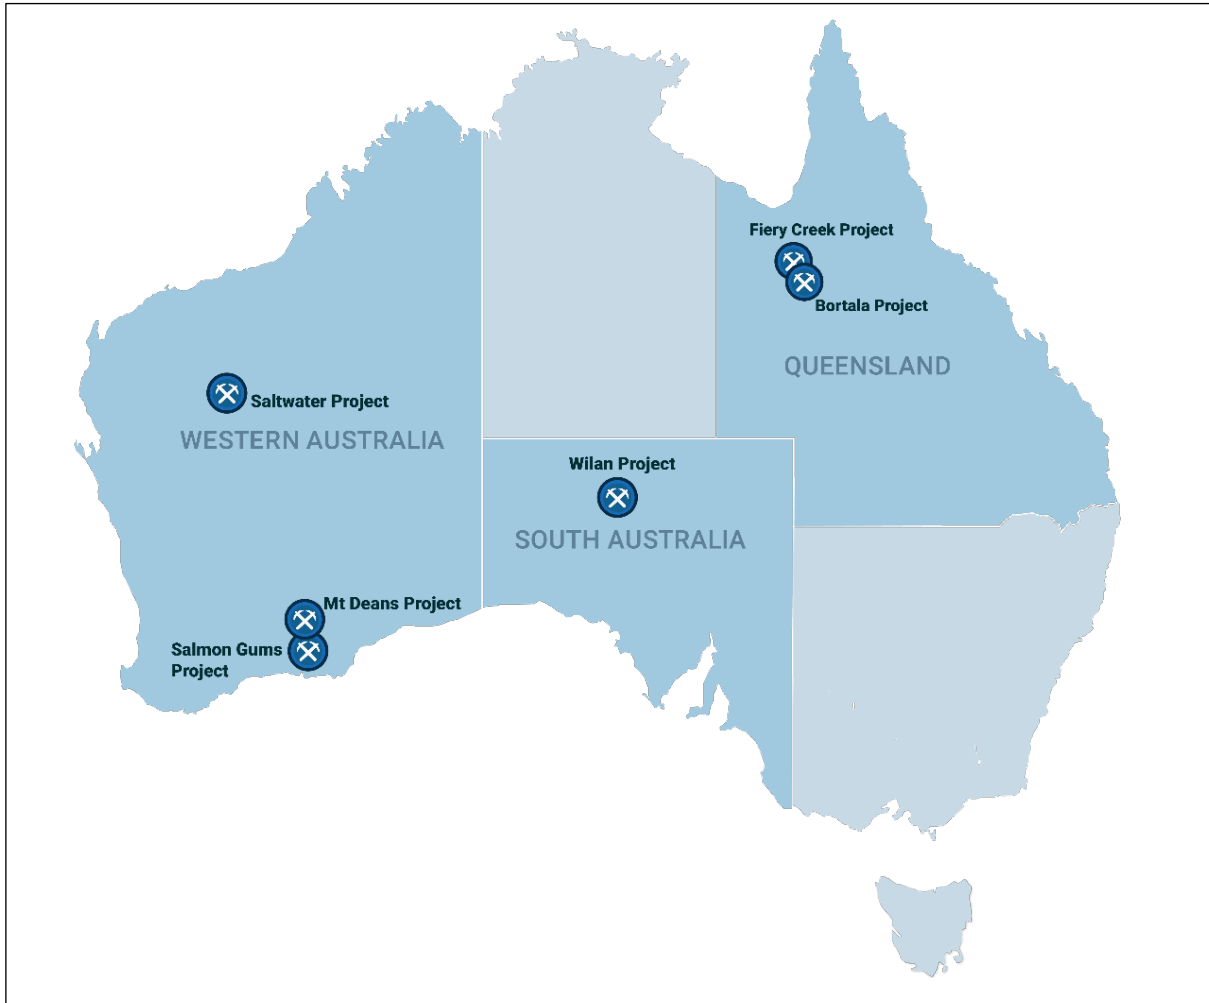 Fiery Creek Project
Bortala Project
QUEENSLAND
Saltwater Project
WESTERN AUSTRALIA
Wilan Project
SOUTH AUSTRALIA
Mt Deans Project
Salmon Gums
Project